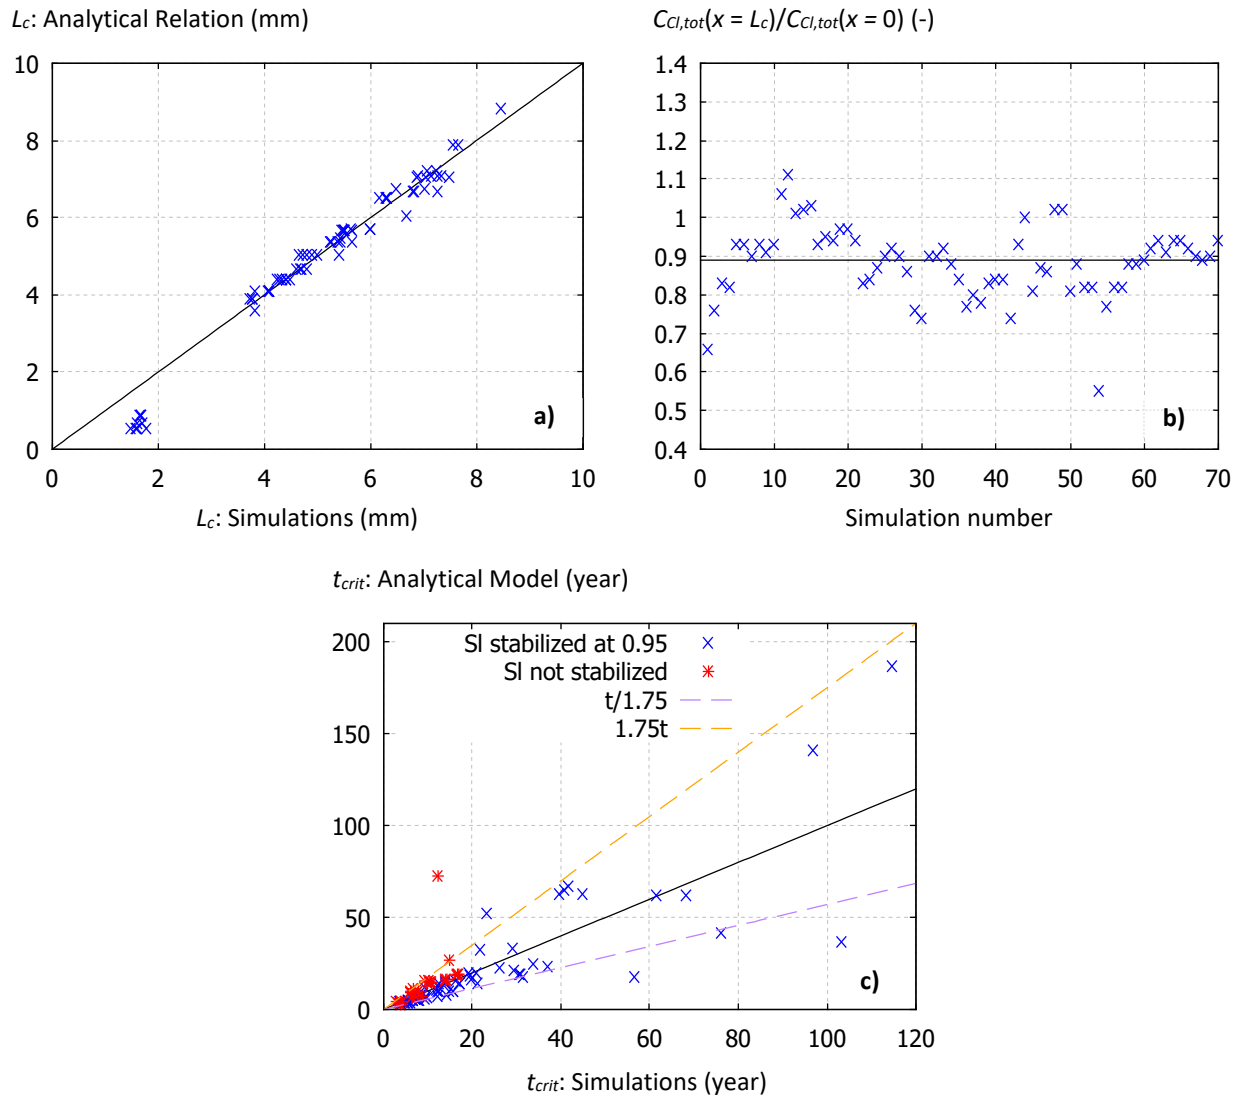 Lc: Analytical Relation (mm)
10
8
6
4
2
0
0 2 4 6 8 10
a)
Lc: Simulations (mm)
CCl,tot(x = Lc)/CCl,tot(x = 0) (-)
1.4
1.3
1.2
1.1
1
0.9
0.8
0.7
0.6
0.5
0.4
0 10 20 30 40 50 60 70
b)
Simulation number
tcrit: Analytical Model (year)
200
150
100
50
0
Sl stabilized at 0.95
Sl not stabilized
t/1.75
1.75t
c)
0 20 40 60 80 100 120
tcrit: Simulations (year)